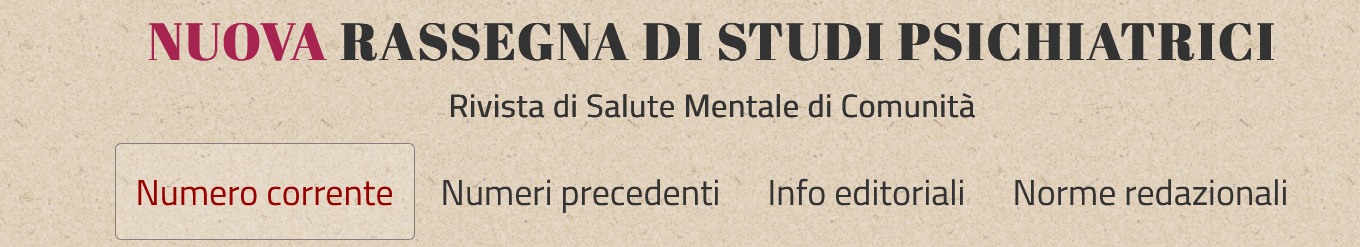 NUOVA RASSEGNA DI STUDI PSICHIATRICI
Rivista di Salute Mentale di Comunità
Numero corrente Numeri precedenti Info editoriali Norme redazionali